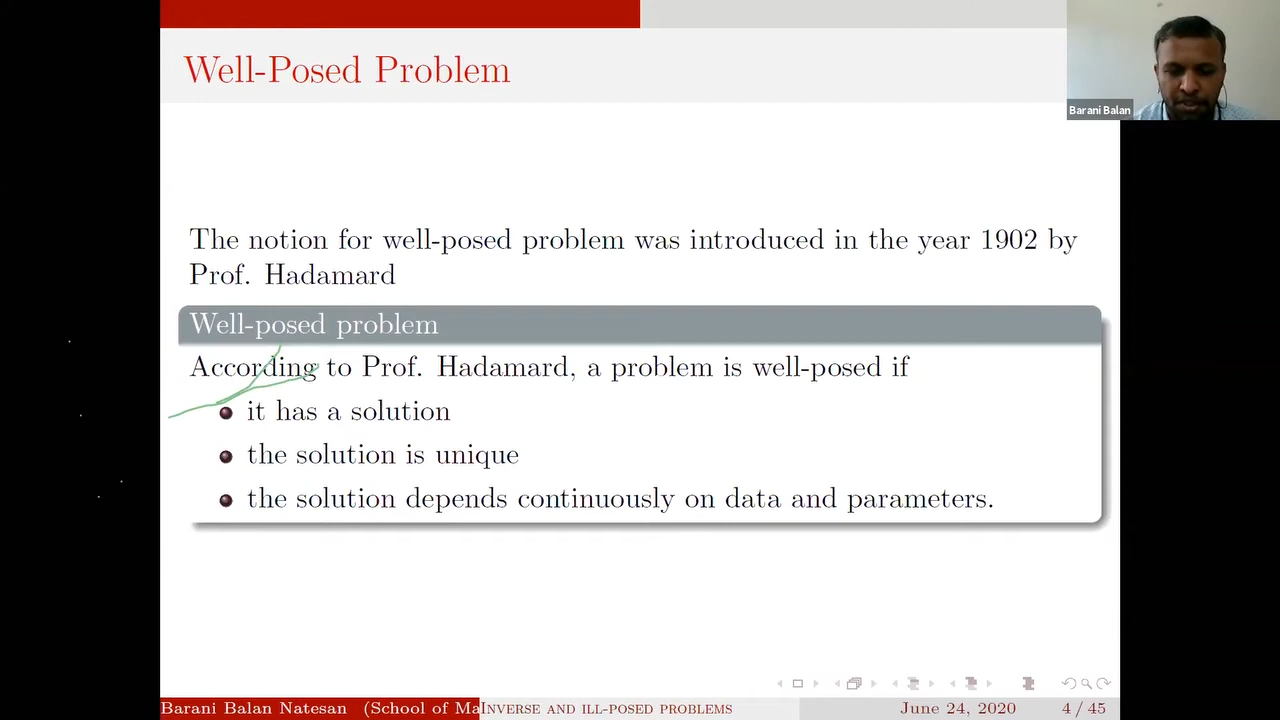 Well-Posed Problem
Barani Balan
The notion for well-posed problem was introduced in the year 1902 by
Prof. Hadamard
Well-posed problem
According to Prof. Hadamard, a problem is well-posed if
it has a solution
the solution is unique
the solution depends continuously on data and parameters.
Barani Balan Natesan (School of Ma
Inverse and ill-posed problems
June 24, 2020
4 / 45